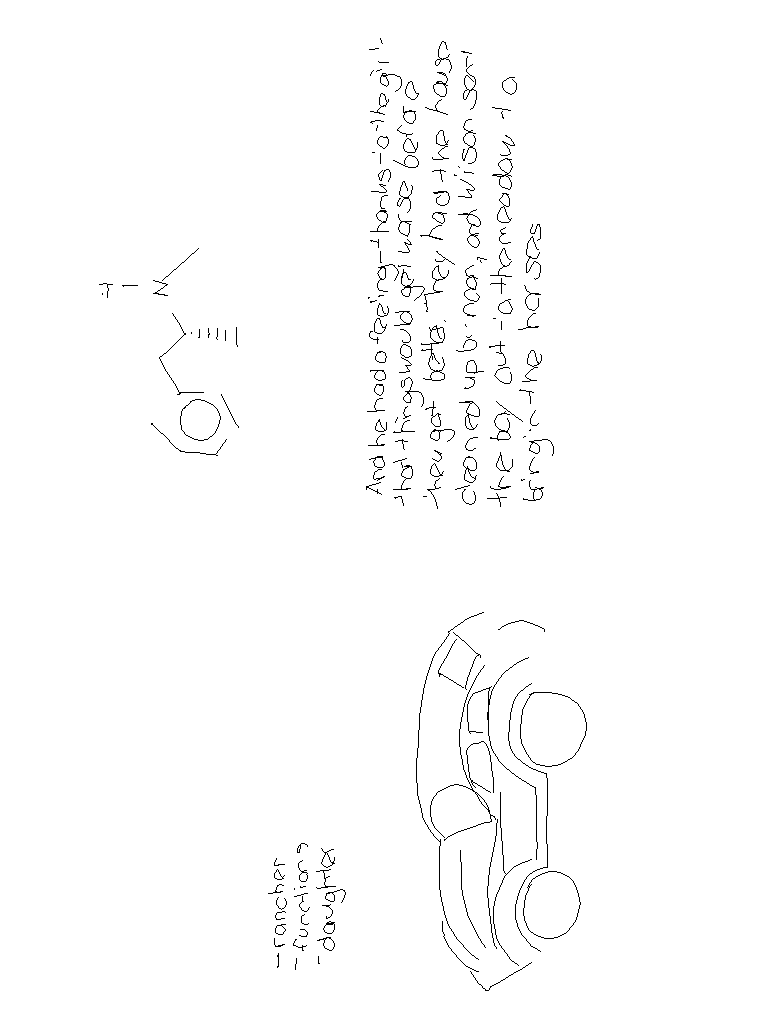 And he had a feeling - thanks to the girl -
that things would get worse before
they got better. They had the house
cleaned up by noon, and Wilson sent
the boy out to the meadow to
bring in the horses
- rancher
- functions
- daughter
H
N